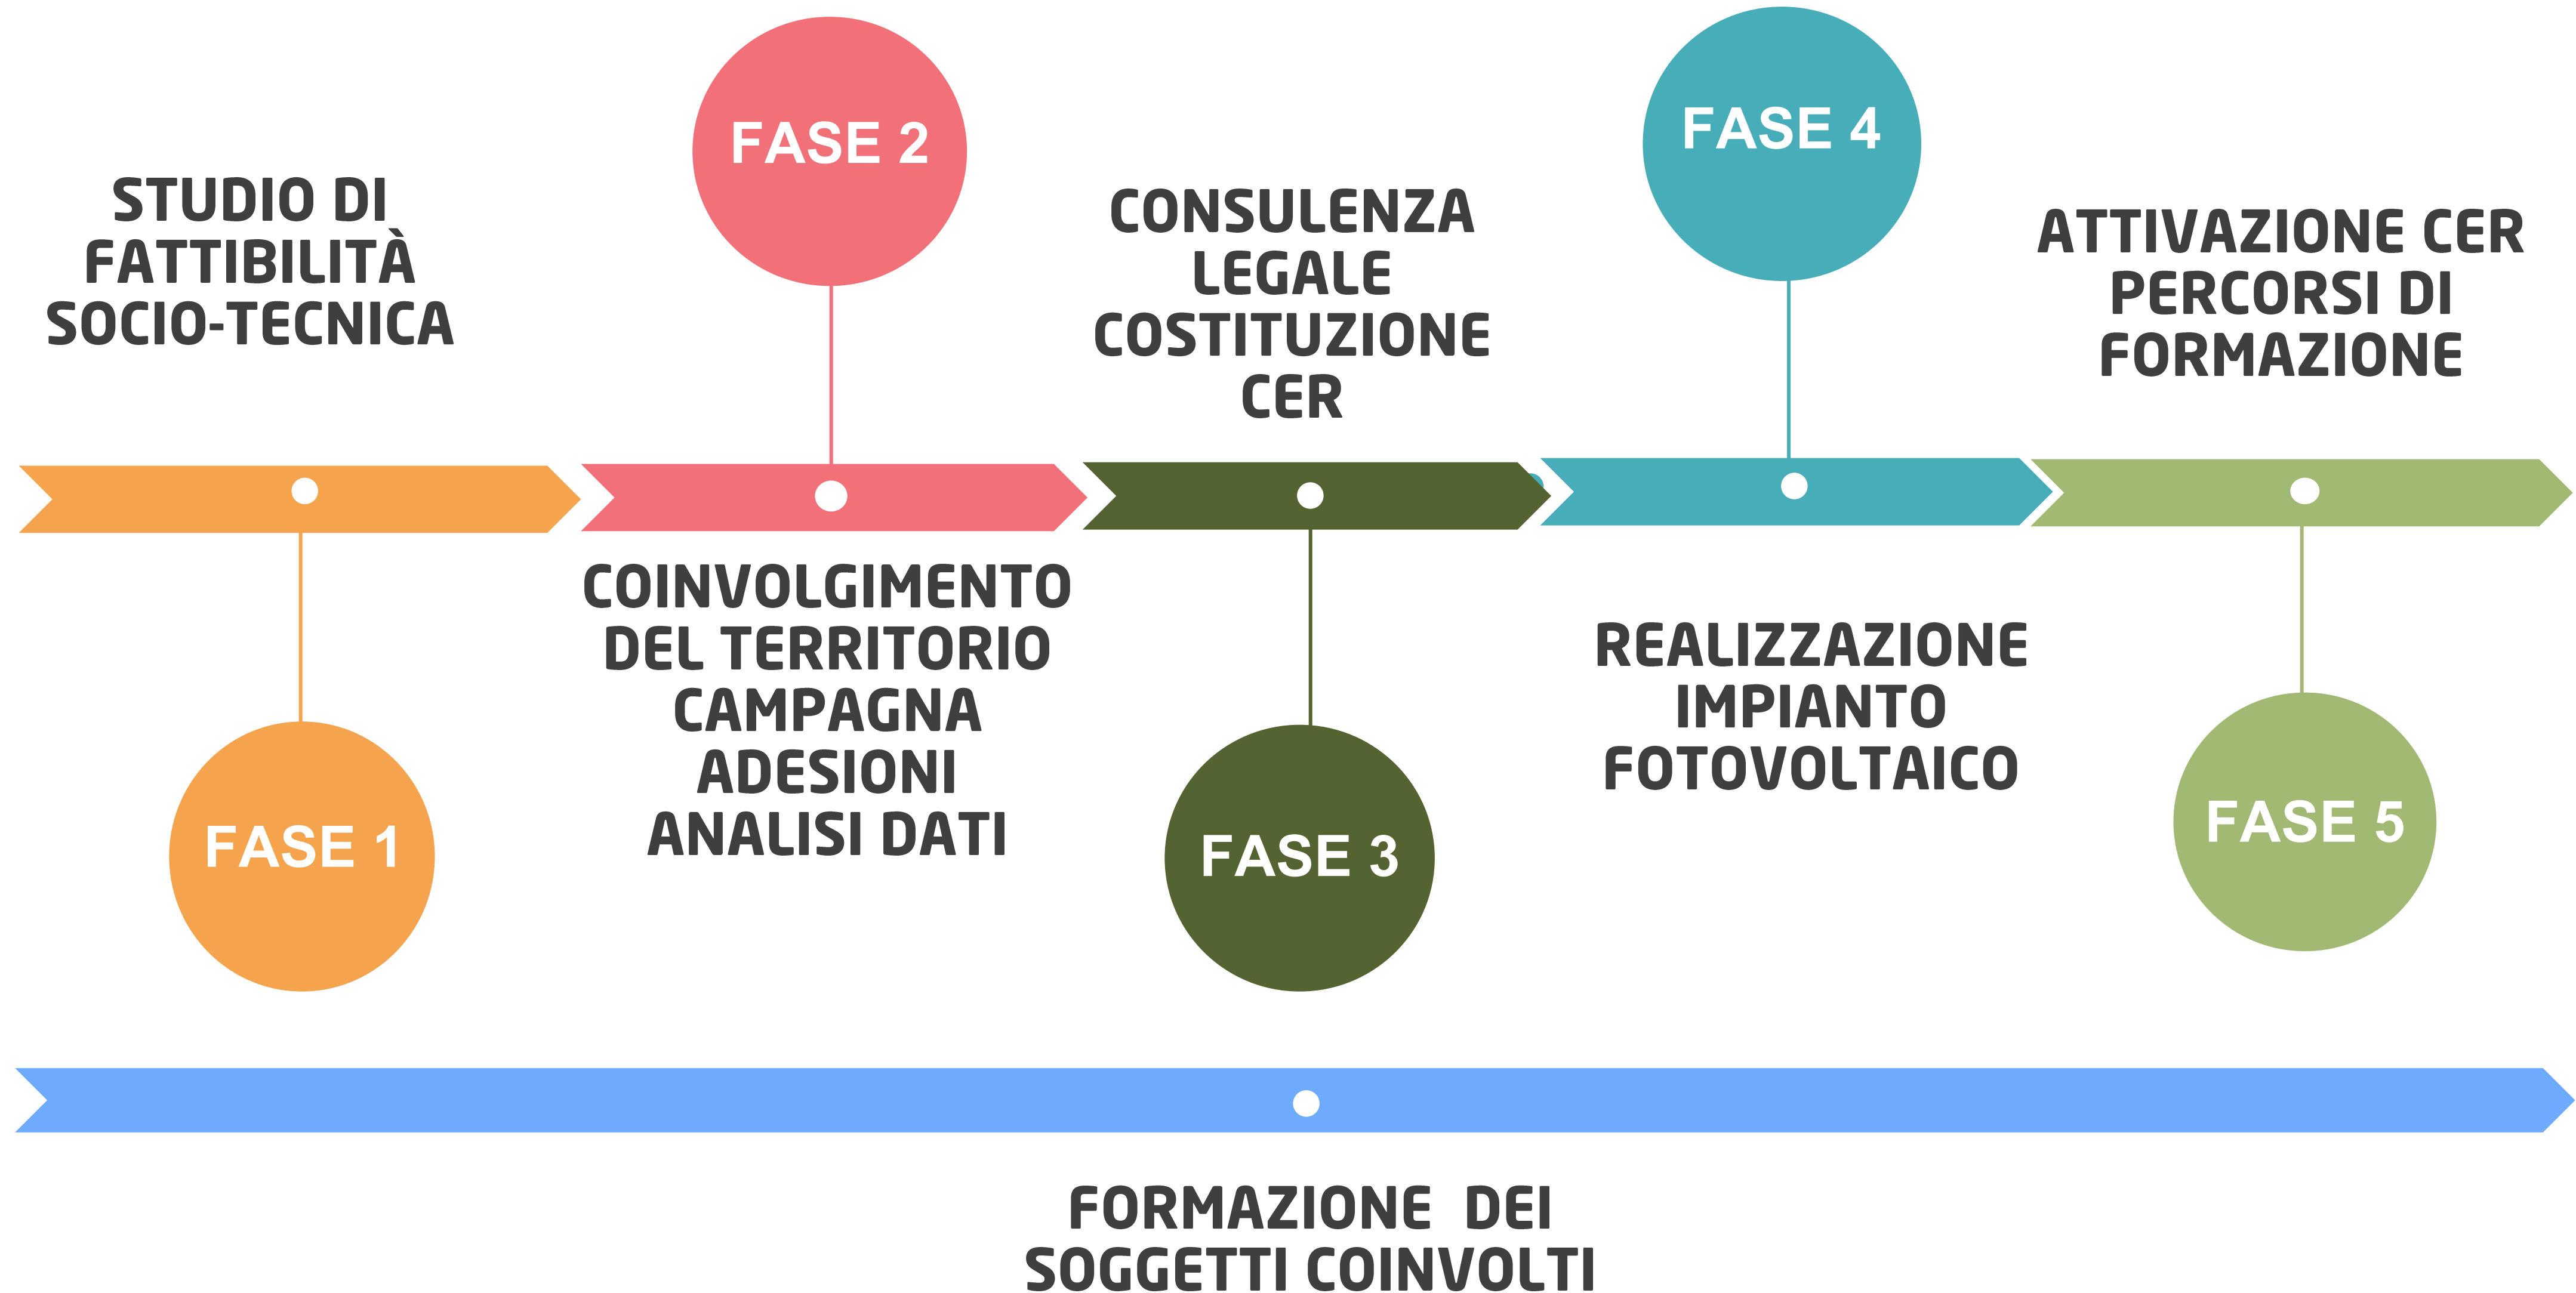 STUDIO DI
FATTIBILITÀ
SOCIO-TECNICA
FASE 1
FASE 2
COINVOLGIMENTO
DEL TERRITORIO
CAMPAGNA
ADESIONI
ANALISI DATI
CONSULENZA
LEGALE
COSTITUZIONE
CER
FASE 3
FASE 4
REALIZZAZIONE
IMPIANTO
FOTOVOLTAICO
ATTIVAZIONE CER
PERCORSI DI
FORMAZIONE
FASE 5
FORMAZIONE DEI
SOGGETTI COINVOLTI